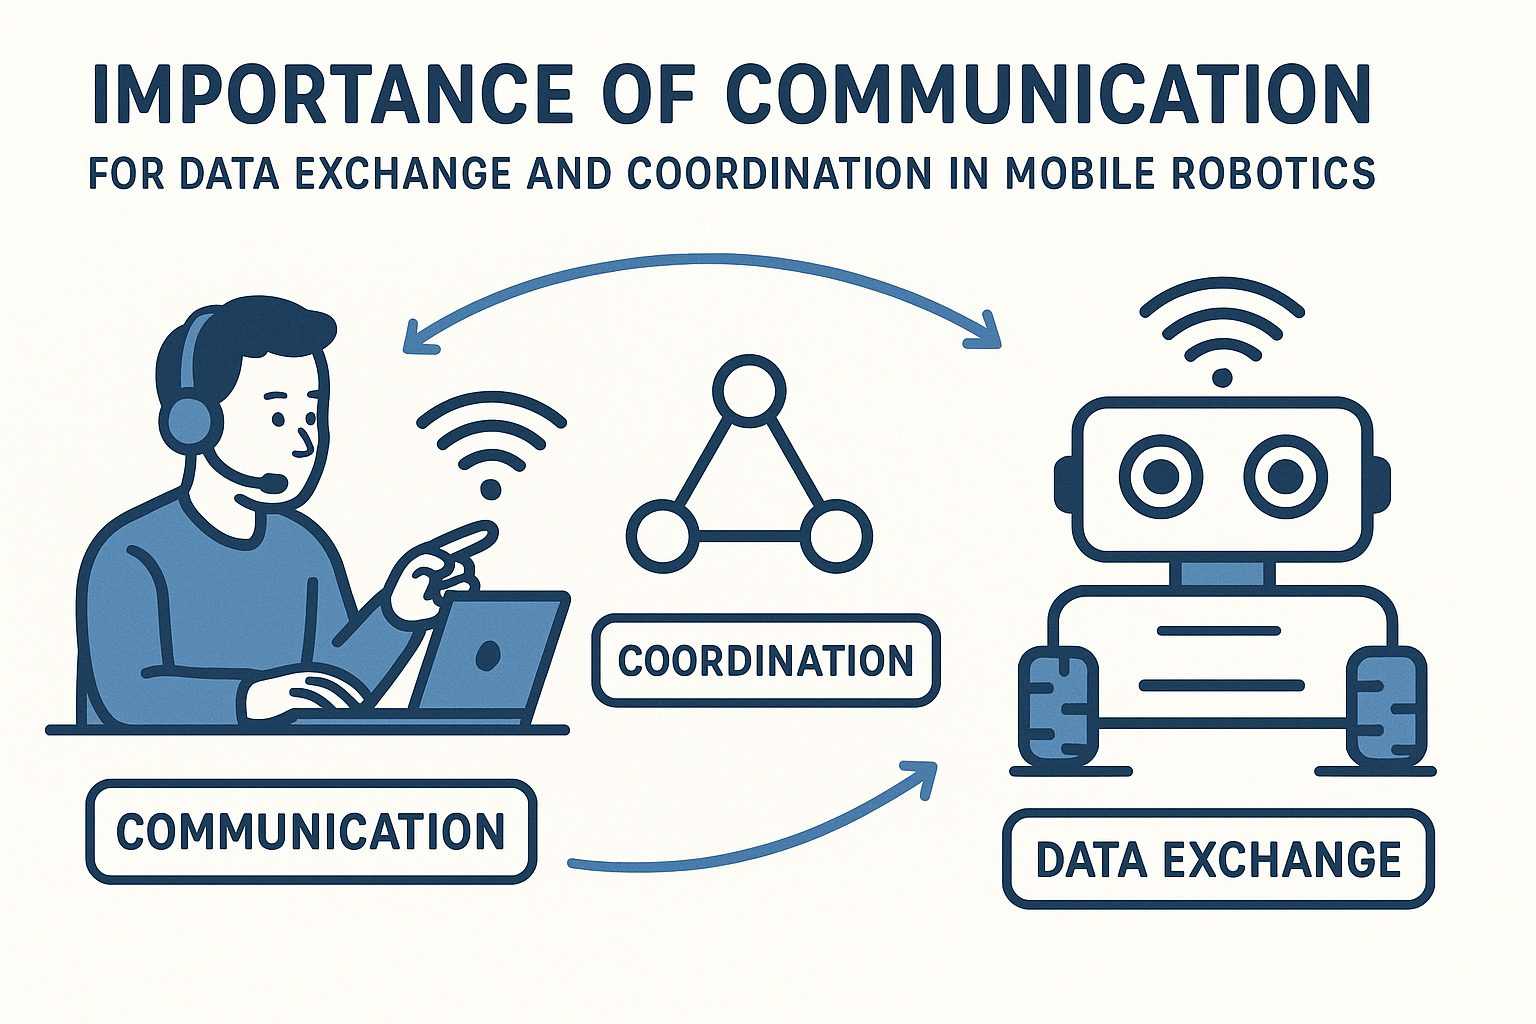 IMPORTANCE OF COMMUNICATION
FOR DATA EXCHANGE AND COORDINATION IN MOBILE ROBOTICS
COORDINATION
COMMUNICATION
DATA EXCHANGE